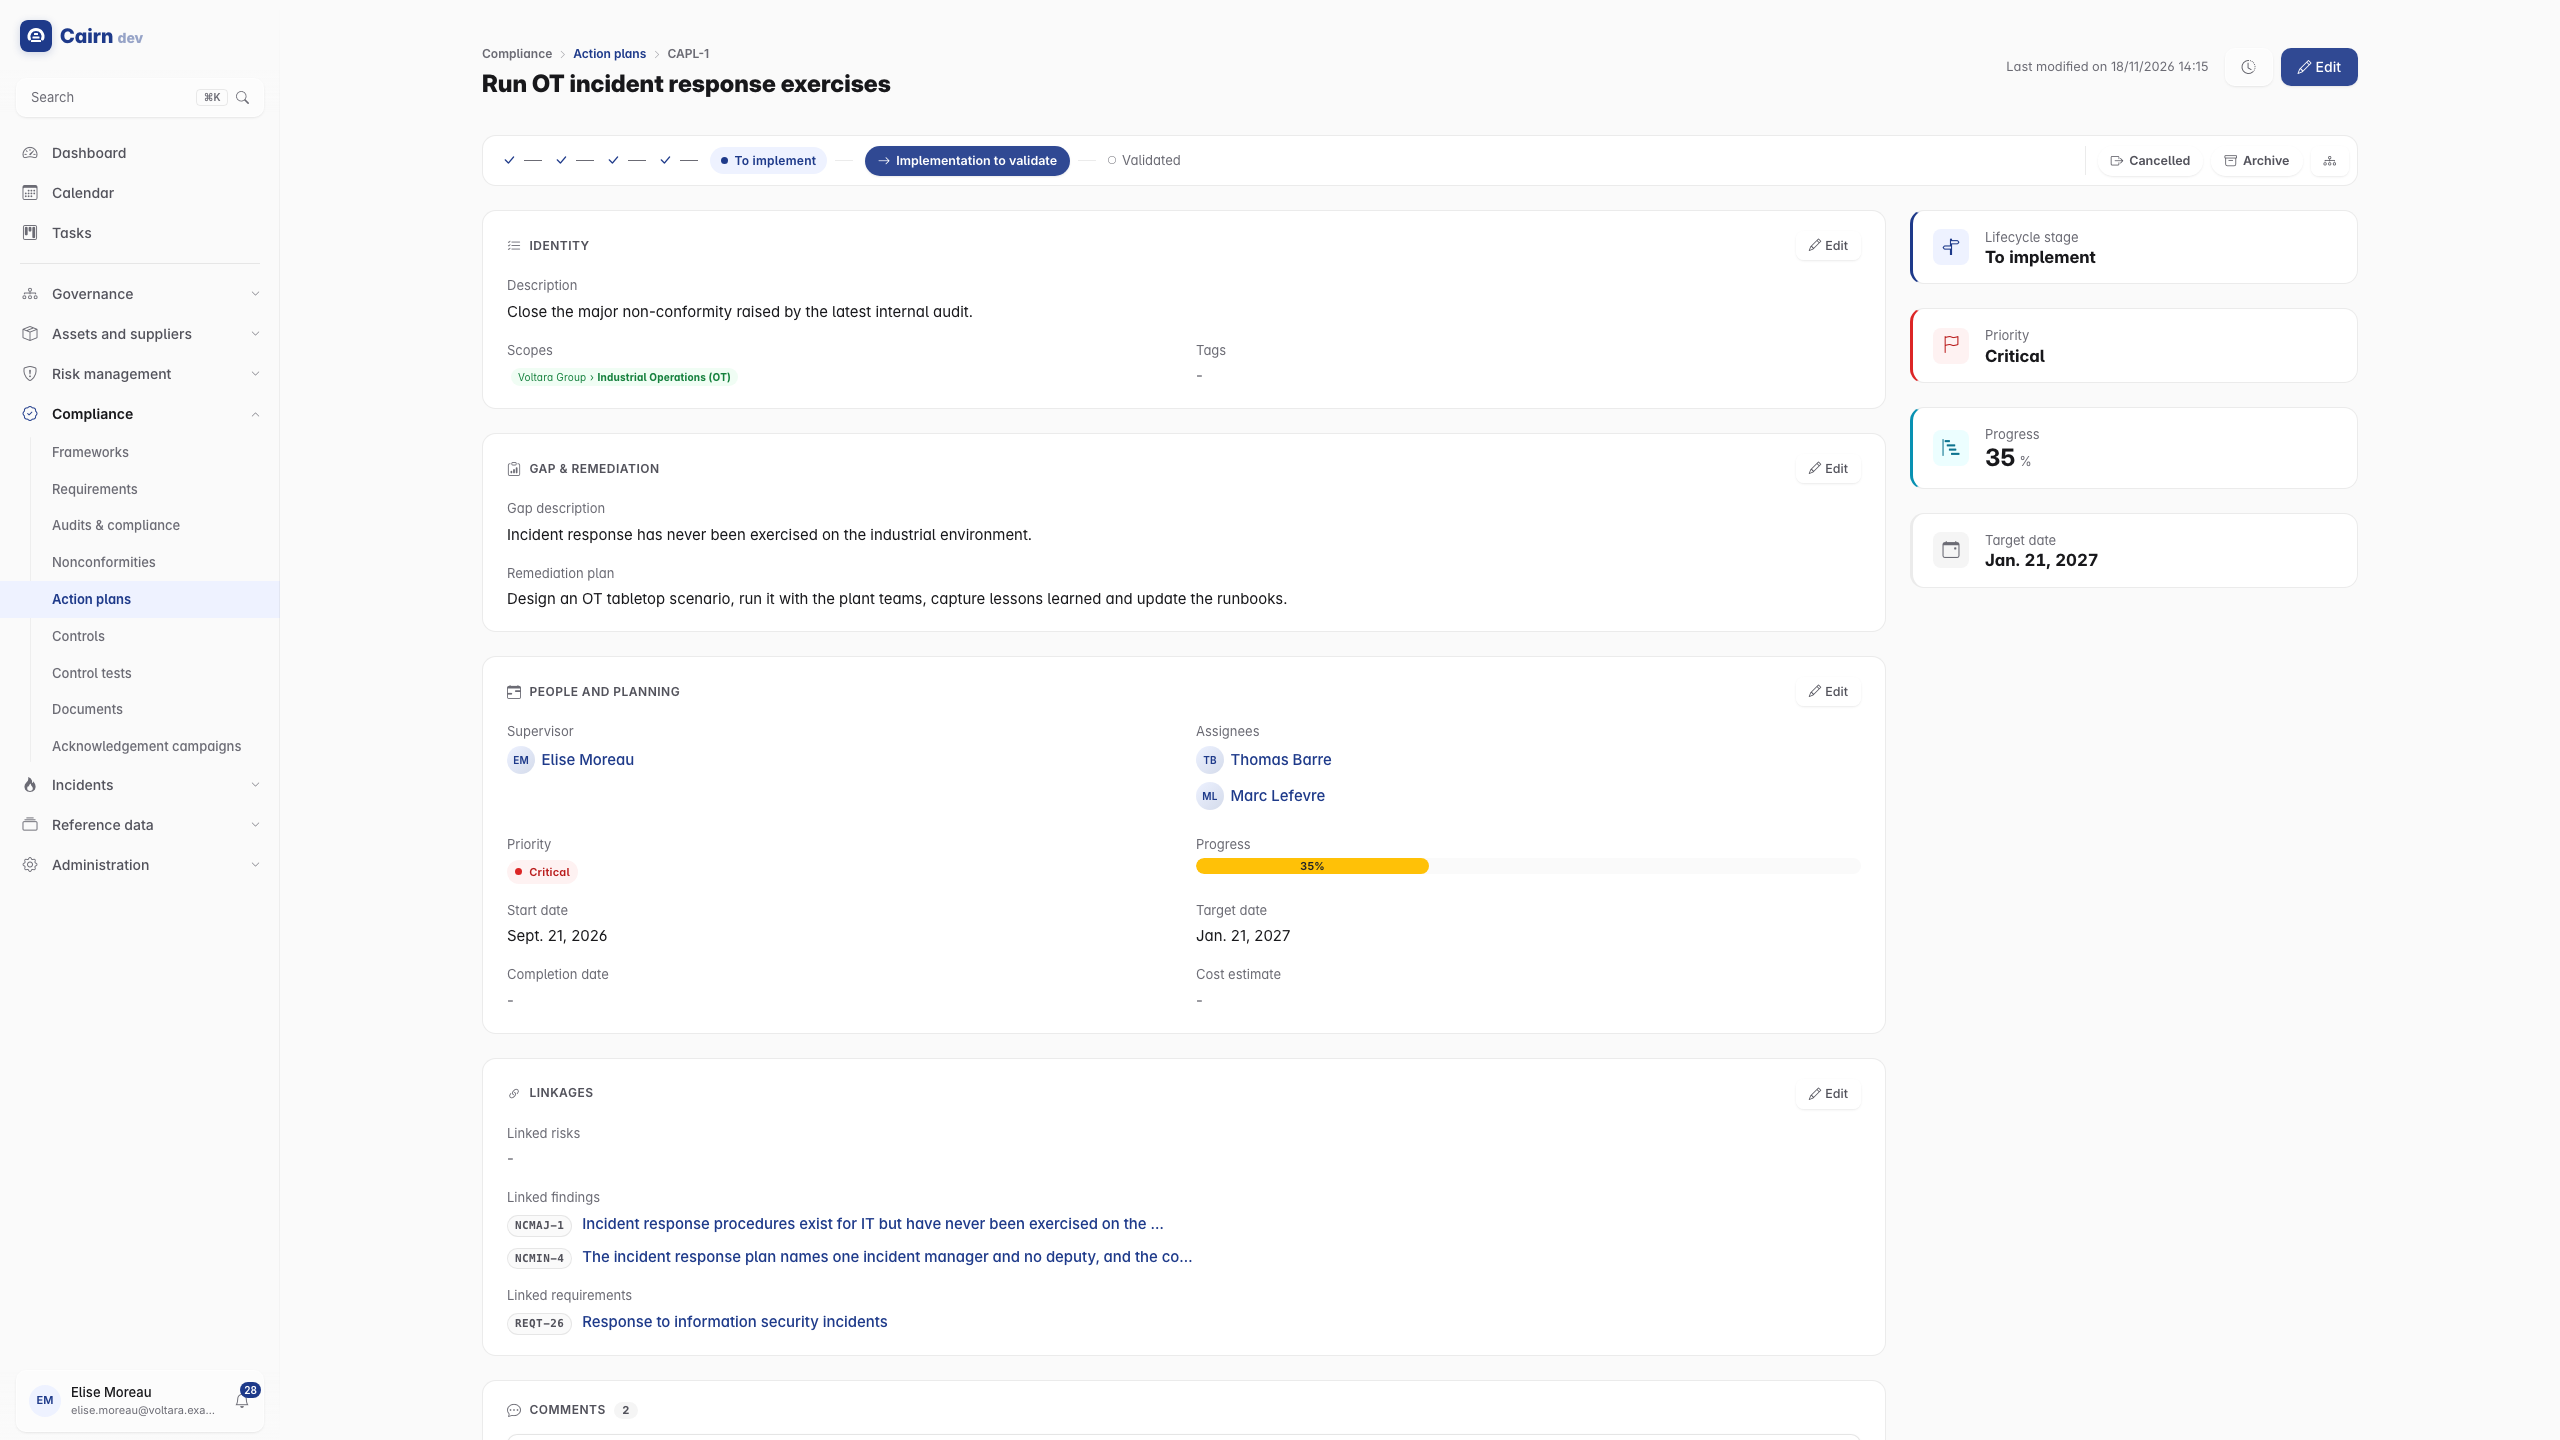 Cairn dev
Search ⌘K
Dashboard
Calendar
Tasks
Governance
Assets and suppliers
Risk management
Compliance
Frameworks
Requirements
Audits & compliance
Nonconformities
Action plans
Controls
Control tests
Documents
Acknowledgement campaigns
Incidents
Reference data
Administration
EM
Elise Moreau
elise.moreau@voltara.exa...
28
Compliance › Action plans › CAPL-1
Run OT incident response exercises
Last modified on 18/11/2026 14:15
Edit
To implement
Implementation to validate
Validated
Cancelled
Archive
IDENTITY
Edit
Description
Close the major non-conformity raised by the latest internal audit.
Scopes
Voltara Group › Industrial Operations (OT)
Tags
-
GAP & REMEDIATION
Edit
Gap description
Incident response has never been exercised on the industrial environment.
Remediation plan
Design an OT tabletop scenario, run it with the plant teams, capture lessons learned and update the runbooks.
PEOPLE AND PLANNING
Edit
Supervisor
EM Elise Moreau
Assignees
TB Thomas Barre
ML Marc Lefevre
Priority
Critical
Progress
35%
Start date
Sept. 21, 2026
Target date
Jan. 21, 2027
Completion date
-
Cost estimate
-
LINKAGES
Edit
Linked risks
-
Linked findings
NCMAJ-1 Incident response procedures exist for IT but have never been exercised on the ...
NCMIN-4 The incident response plan names one incident manager and no deputy, and the co...
Linked requirements
REQT-26 Response to information security incidents
COMMENTS 2
Lifecycle stage
To implement
Priority
Critical
Progress
35 %
Target date
Jan. 21, 2027